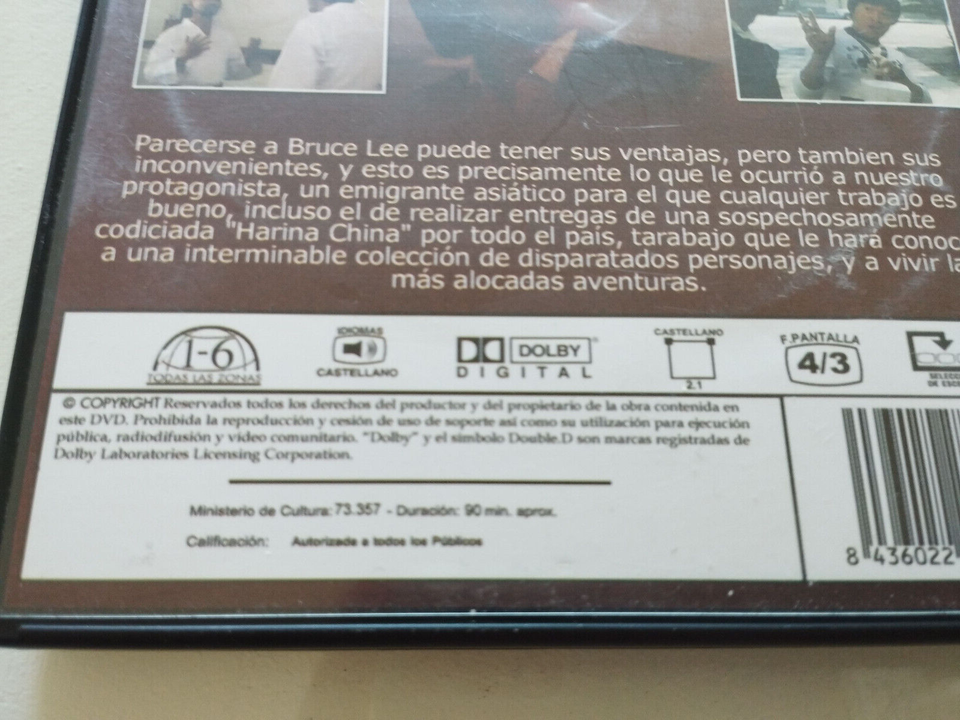 Parecerse a Bruce Lee puede tener sus ventajas, pero tambien sus
inconvenientes, y esto es precisamente lo que le ocurrió a nuestro
protagonista, un emigrante asiático para el que cualquier trabajo es
bueno, incluso el de realizar entregas de una sospechosamente
codiciada "Harina China" por todo el país, tarabajo que le hará conoc
a una interminable colección de disparatados personajes, y a vivir la
más alocadas aventuras.
1-6
TODAS LAS ZONAS
IDIOMAS
CASTELLANO
DOLBY
DIGITAL
CASTELLANO
2.1
F.PANTALLA
4/3
SELECC
DE ESCE
© COPYRIGHT Reservados todos los derechos del productor y del propietario de la obra contenida en
este DVD. Prohibida la reproducción y cesión de uso de soporte así como su utilización para ejecución
pública, radiodifusión y video comunitario. "Dolby" y el símbolo Double.D son marcas registradas de
Dolby Laboratories Licensing Corporation.
Ministerio de Cultura: 73.357 - Duración: 90 min. aprox.
Calificación: Autorizada a todos los Públicos
8 436022